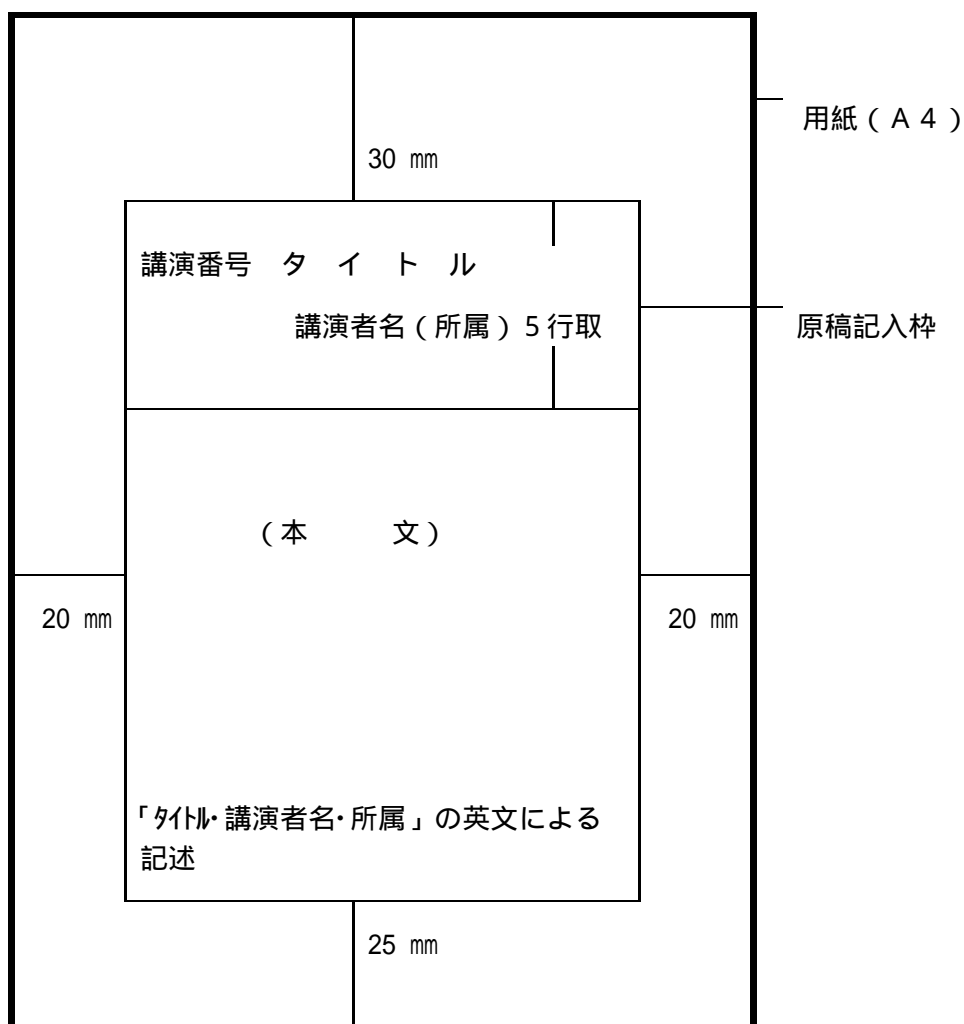 用紙（Ａ４）
30 ㎜
講演番号　タ　イ　ト　ル
講演者名（所属）５行取
原稿記入枠
（本　　　文）
20 ㎜
20 ㎜
「ﾀｲﾄﾙ・講演者名・所属」の英文による
記述
25 ㎜